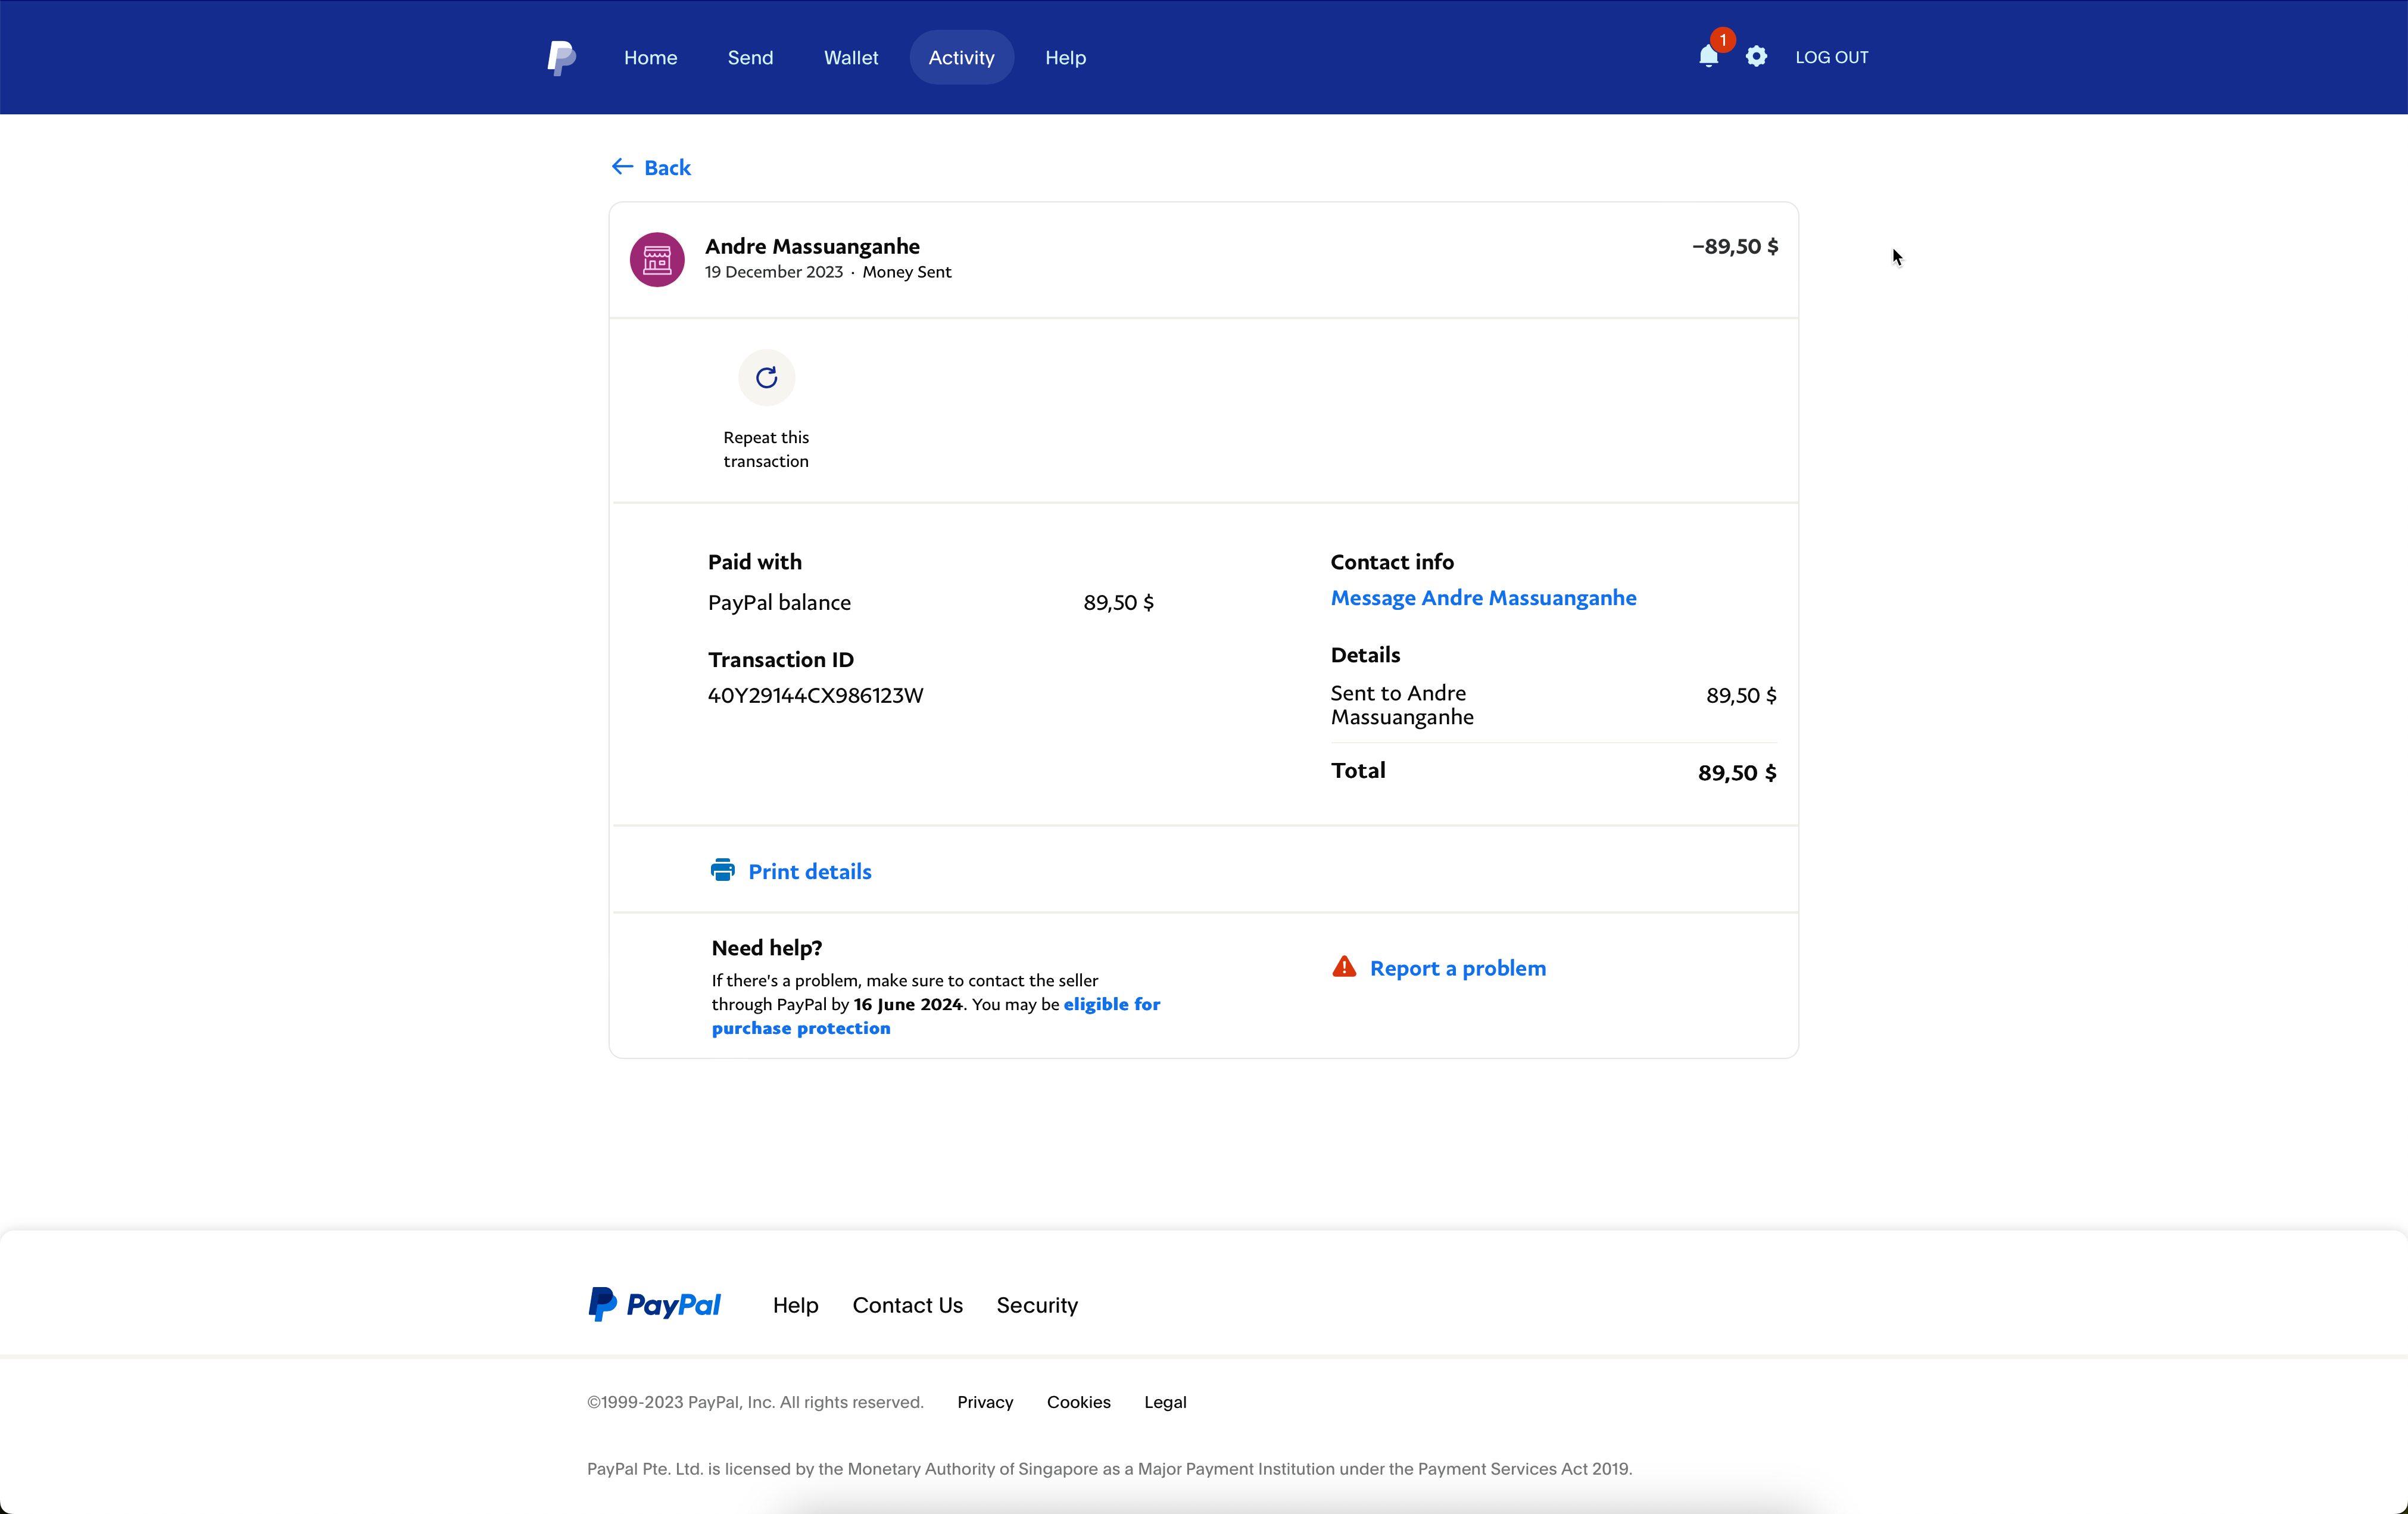 Home Send Wallet Activity Help 1 LOG OUT
Back
Andre Massuanganhe −89,50 $
19 December 2023 · Money Sent
Repeat this
transaction
Paid with
PayPal balance 89,50 $
Transaction ID
40Y29144CX986123W
Contact info
Message Andre Massuanganhe
Details
Sent to Andre
Massuanganhe 89,50 $
Total 89,50 $
Print details
Need help?
If there's a problem, make sure to contact the seller
through PayPal by 16 June 2024. You may be eligible for
purchase protection
Report a problem
PayPal Help Contact Us Security
©1999-2023 PayPal, Inc. All rights reserved. Privacy Cookies Legal
PayPal Pte. Ltd. is licensed by the Monetary Authority of Singapore as a Major Payment Institution under the Payment Services Act 2019.